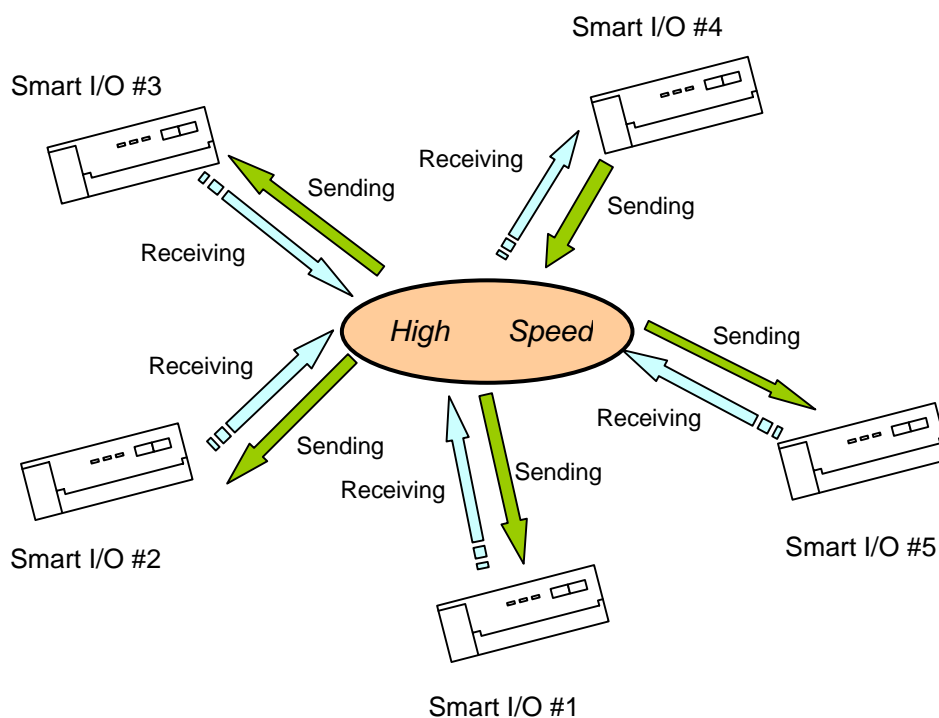 Smart I/O #4
Smart I/O #3
Receiving
Sending
Sending
Receiving
High Speed
Sending
Receiving
Receiving
Sending
Receiving
Sending
Smart I/O #2
Smart I/O #5
Smart I/O #1